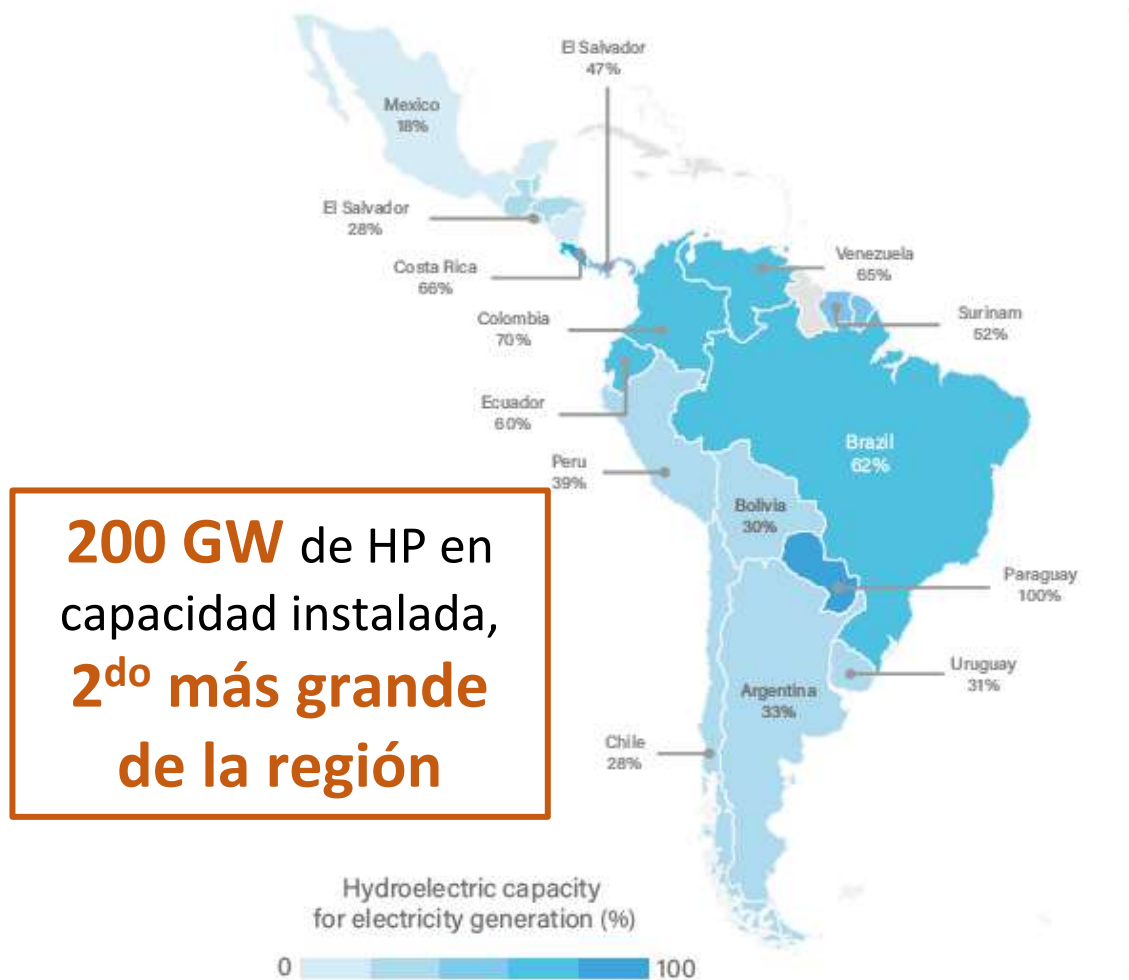 El Salvador
47%
Mexico
18%
El Salvador
28%
Costa Rica
66%
Venezuela
65%
Colombia
70%
Surinam
52%
Ecuador
60%
Brazil
62%
Peru
39%
Bolivia
30%
Paraguay
100%
Uruguay
31%
Argentina
33%
Chile
28%
200 GW de HP en
capacidad instalada,
2do más grande
de la región
Hydroelectric capacity
for electricity generation (%)
0 100